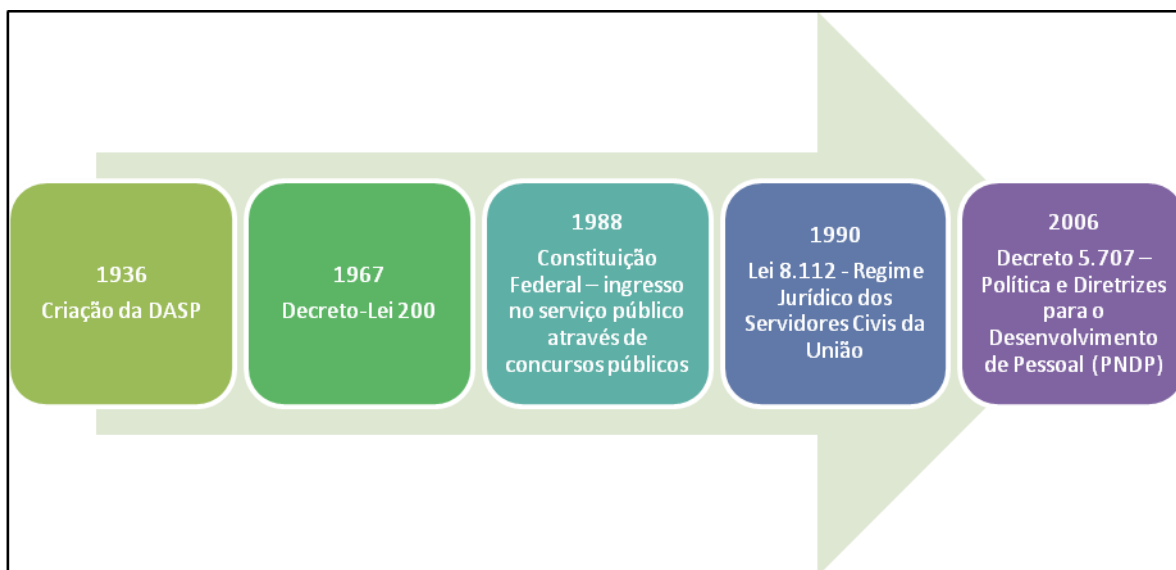 1936
Criação da DASP
1967
Decreto-Lei 200
1988
Constituição
Federal – ingresso
no serviço público
através de
concursos públicos
1990
Lei 8.112 - Regime
Jurídico dos
Servidores Civis da
União
2006
Decreto 5.707 –
Política e Diretrizes
para o
Desenvolvimento
de Pessoal (PNDP)